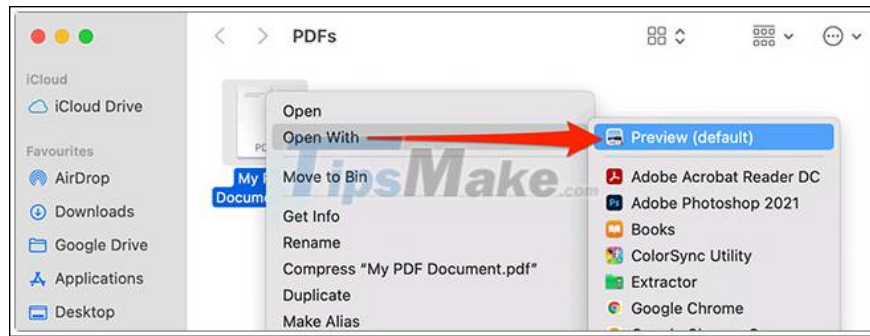 PDFs
iCloud
iCloud Drive
Favourites
AirDrop
Downloads
Google Drive
Applications
Desktop
My
Docum
Open
Open With
Move to Bin
Get Info
Rename
Compress “My PDF Document.pdf”
Duplicate
Make Alias
Preview (default)
Adobe Acrobat Reader DC
Adobe Photoshop 2021
Books
ColorSync Utility
Extractor
Google Chrome
TipsMake.com